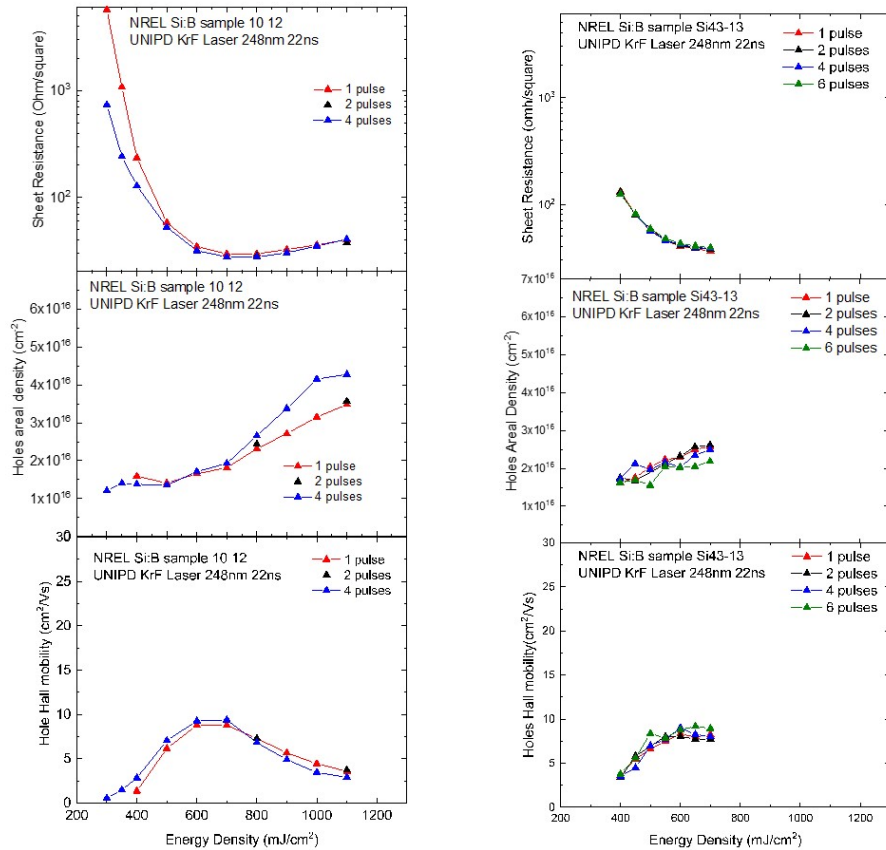 NREL Si:B sample 10 12
UNIPD KrF Laser 248nm 22ns
1 pulse
2 pulses
4 pulses
10³
10²
Sheet Resistance (Ohm/square)
NREL Si:B sample 10 12
UNIPD KrF Laser 248nm 22ns
1 pulse
2 pulses
4 pulses
6x10¹⁶
5x10¹⁶
4x10¹⁶
3x10¹⁶
2x10¹⁶
1x10¹⁶
Holes areal density (cm⁻²)
NREL Si:B sample 10 12
UNIPD KrF Laser 248nm 22ns
1 pulse
2 pulses
4 pulses
30
25
20
15
10
5
0
Hole Hall mobility(cm²/Vs)
200 400 600 800 1000 1200
Energy Density (mJ/cm²)
NREL Si:B sample Si43-13
UNIPD KrF Laser 248nm 22ns
1 pulse
2 pulses
4 pulses
6 pulses
10³
10²
Sheet Resistance (omh/square)
NREL Si:B sample Si43-13
UNIPD KrF Laser 248nm 22ns
1 pulse
2 pulses
4 pulses
6 pulses
7x10¹⁶
6x10¹⁶
5x10¹⁶
4x10¹⁶
3x10¹⁶
2x10¹⁶
1x10¹⁶
Holes Areal Density (cm⁻²)
NREL Si:B sample Si43-13
UNIPD KrF Laser 248nm 22ns
1 pulse
2 pulses
4 pulses
6 pulses
30
25
20
15
10
5
0
Holes Hall mobility(cm²/Vs)
200 400 600 800 1000 1200
Energy Density (mJ/cm²)